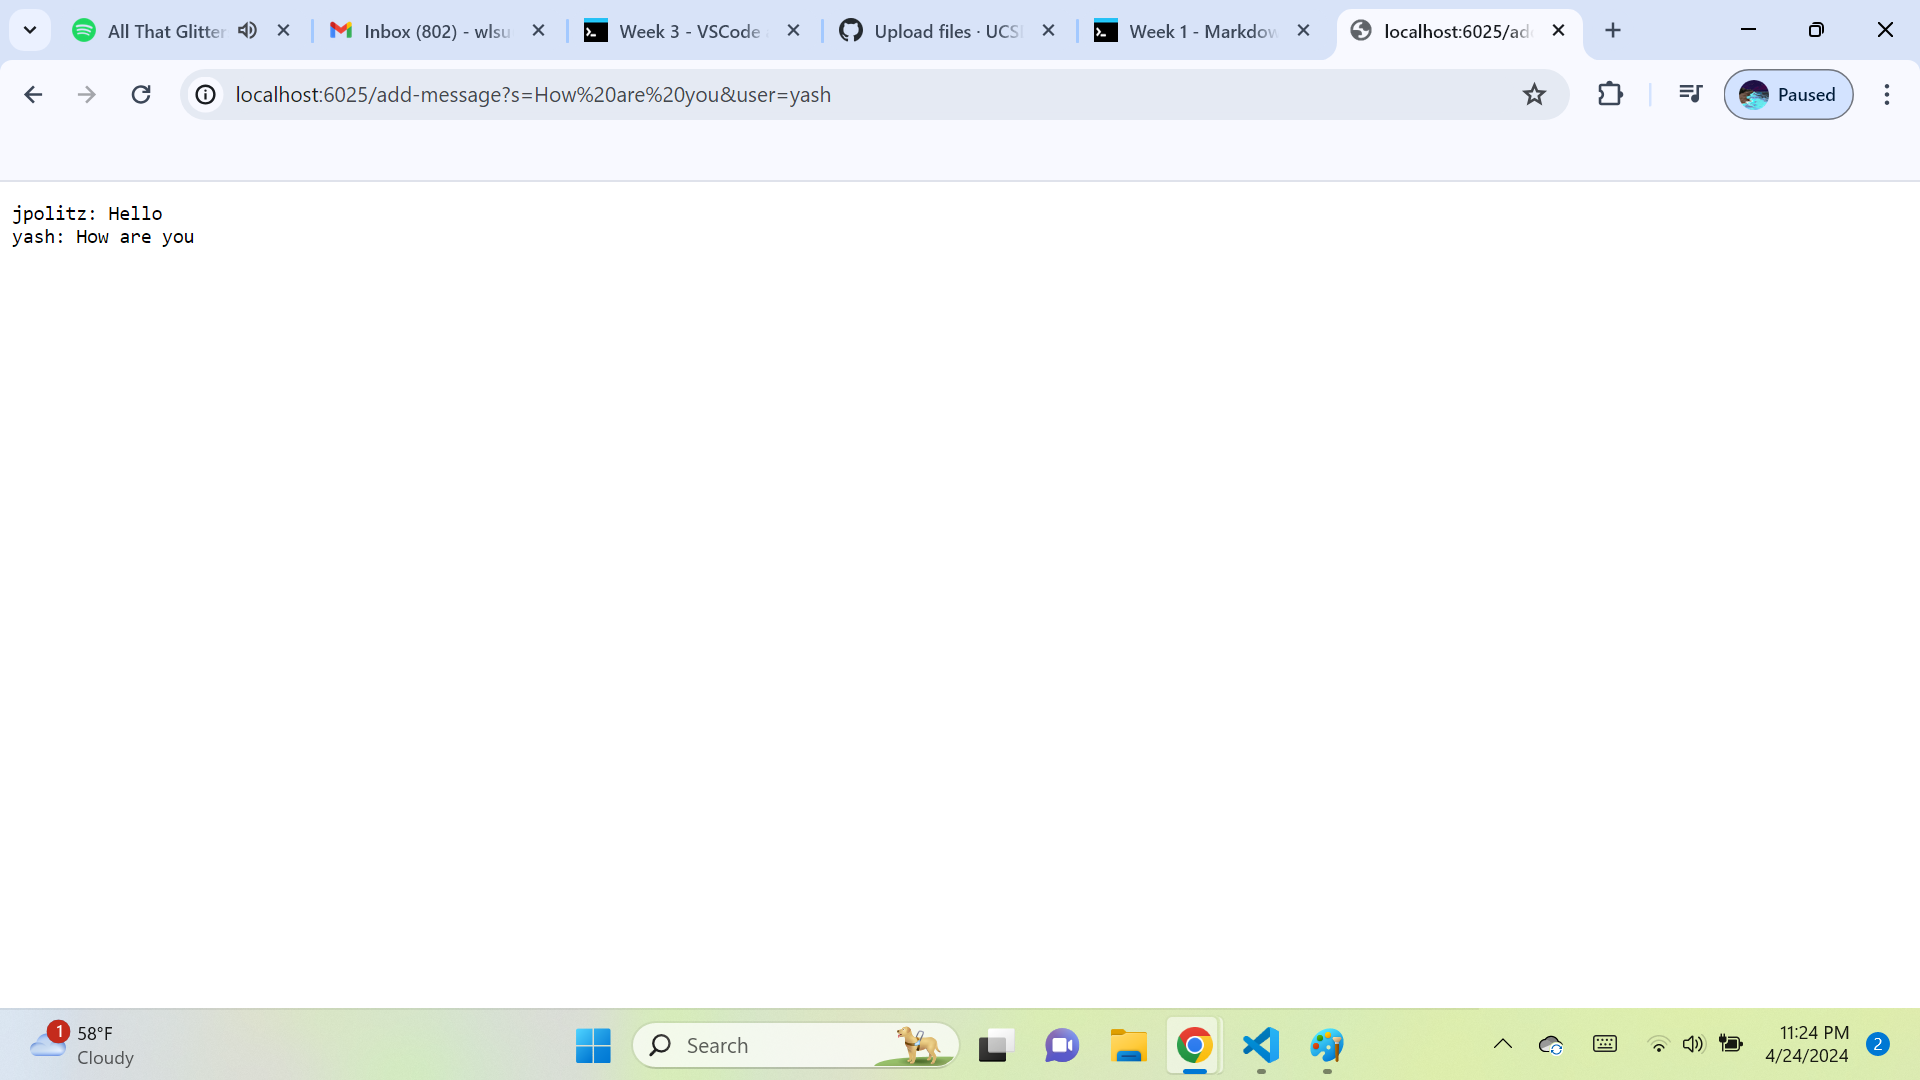 All That Glitter
Inbox (802) - wlsu
Week 3 - VSCode
Upload files · UCS
Week 1 - Markdow
localhost:6025/ad
localhost:6025/add-message?s=How%20are%20you&user=yash
Paused
jpolitz: Hello
yash: How are you
1
58°F
Cloudy
Search
11:24 PM
4/24/2024
2